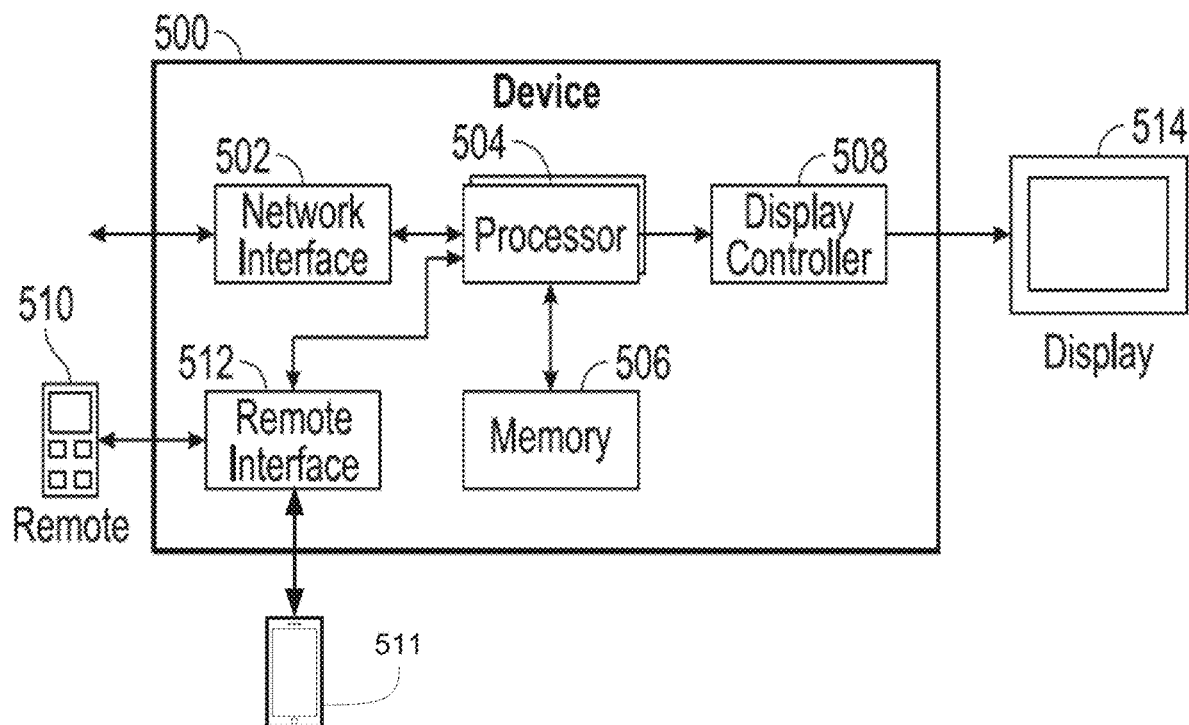 500
Device
502
504
508
514
Network
Interface
Processor
Display
Controller
510
512
506
Display
Remote
Interface
Memory
Remote
511